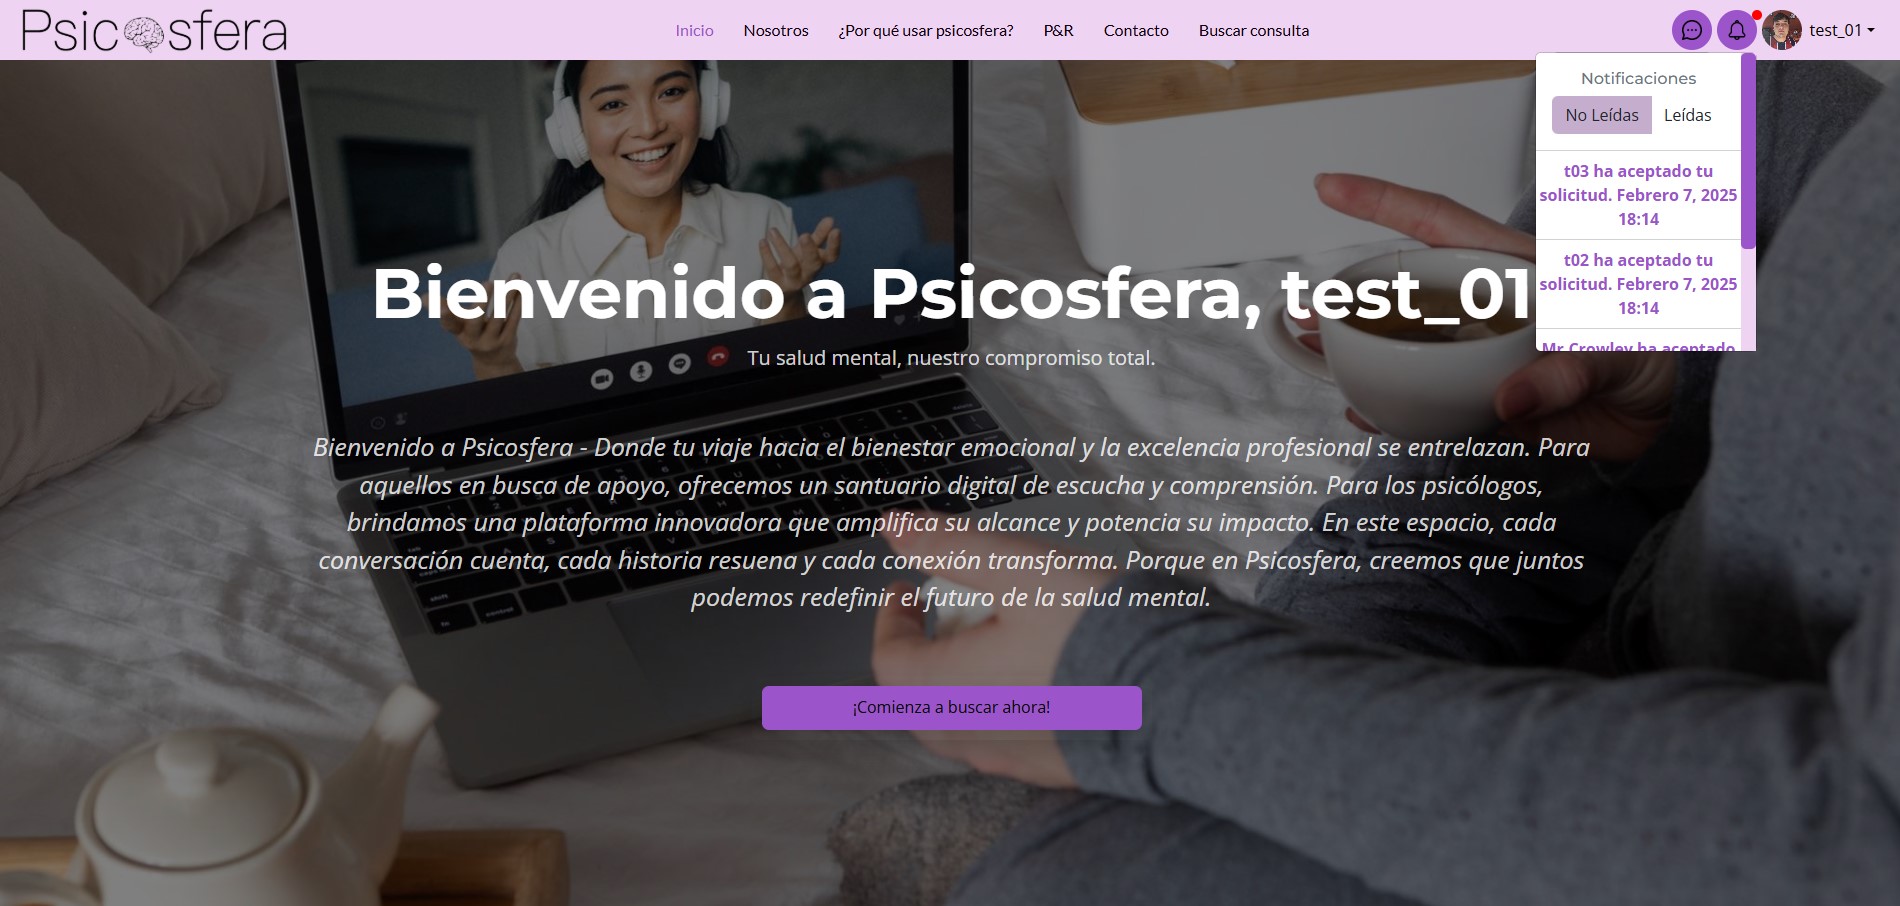 Psicosfera
Inicio Nosotros ¿Por qué usar psicosfera? P&R Contacto Buscar consulta
test_01
Notificaciones
No Leídas Leídas
t03 ha aceptado tu
solicitud. Febrero 7, 2025
18:14
t02 ha aceptado tu
solicitud. Febrero 7, 2025
18:14
Mr Crowley ha aceptado
Bienvenido a Psicosfera, test_01
Tu salud mental, nuestro compromiso total.
Bienvenido a Psicosfera - Donde tu viaje hacia el bienestar emocional y la excelencia profesional se entrelazan. Para
aquellos en busca de apoyo, ofrecemos un santuario digital de escucha y comprensión. Para los psicólogos,
brindamos una plataforma innovadora que amplifica su alcance y potencia su impacto. En este espacio, cada
conversación cuenta, cada historia resuena y cada conexión transforma. Porque en Psicosfera, creemos que juntos
podemos redefinir el futuro de la salud mental.
¡Comienza a buscar ahora!